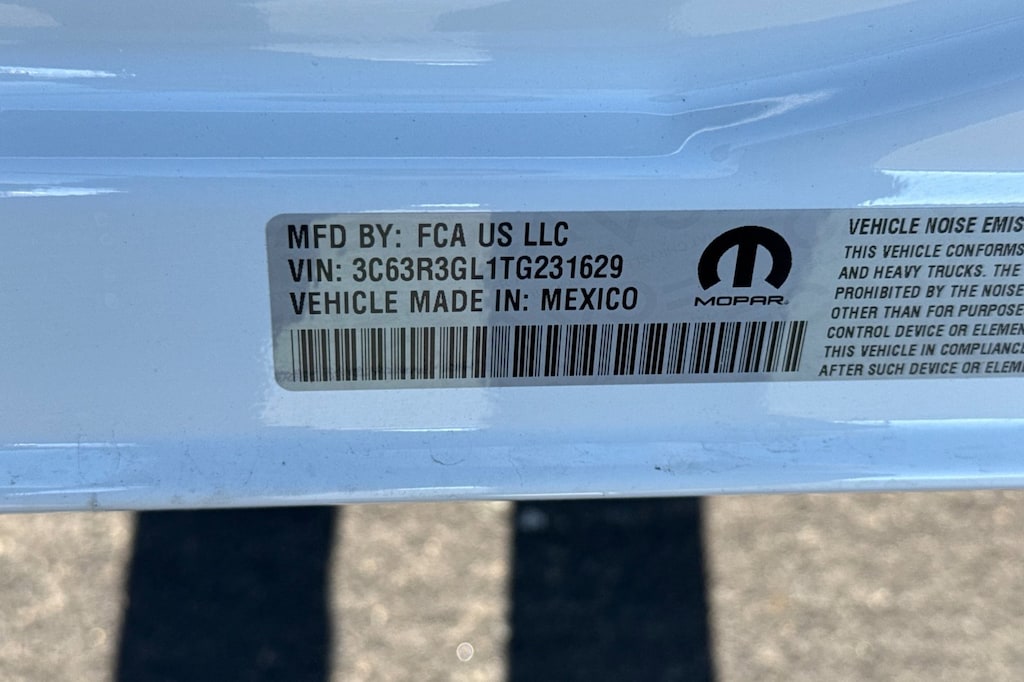 MFD BY: FCA US LLC
VIN: 3C63R3GL1TG231629
VEHICLE MADE IN: MEXICO
MOPAR
VEHICLE NOISE EMIS
THIS VEHICLE CONFORMS
AND HEAVY TRUCKS. THE
PROHIBITED BY THE NOISE
OTHER THAN FOR PURPOSE
CONTROL DEVICE OR ELEMEN
THIS VEHICLE IN COMPLIANCE
AFTER SUCH DEVICE OR ELEME